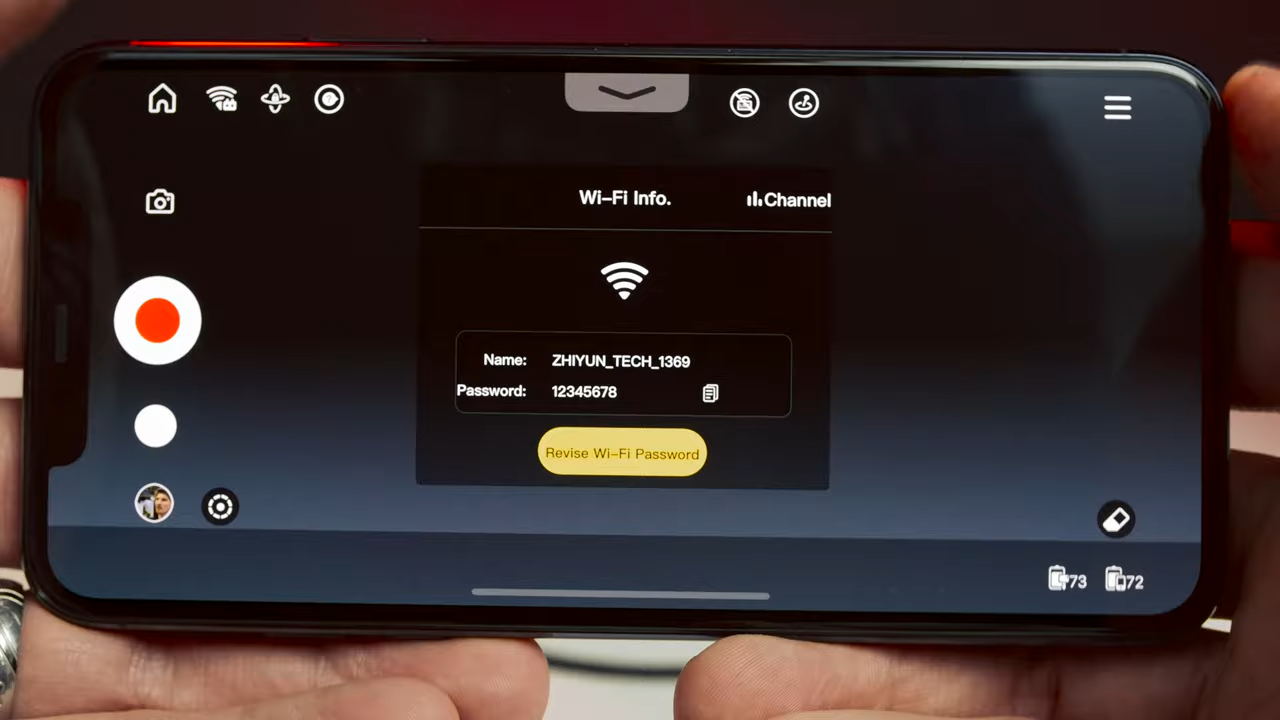 Wi-Fi Info.
Channel
Name: ZHIYUN_TECH_1369
Password: 12345678
Revise Wi-Fi Password
73 72